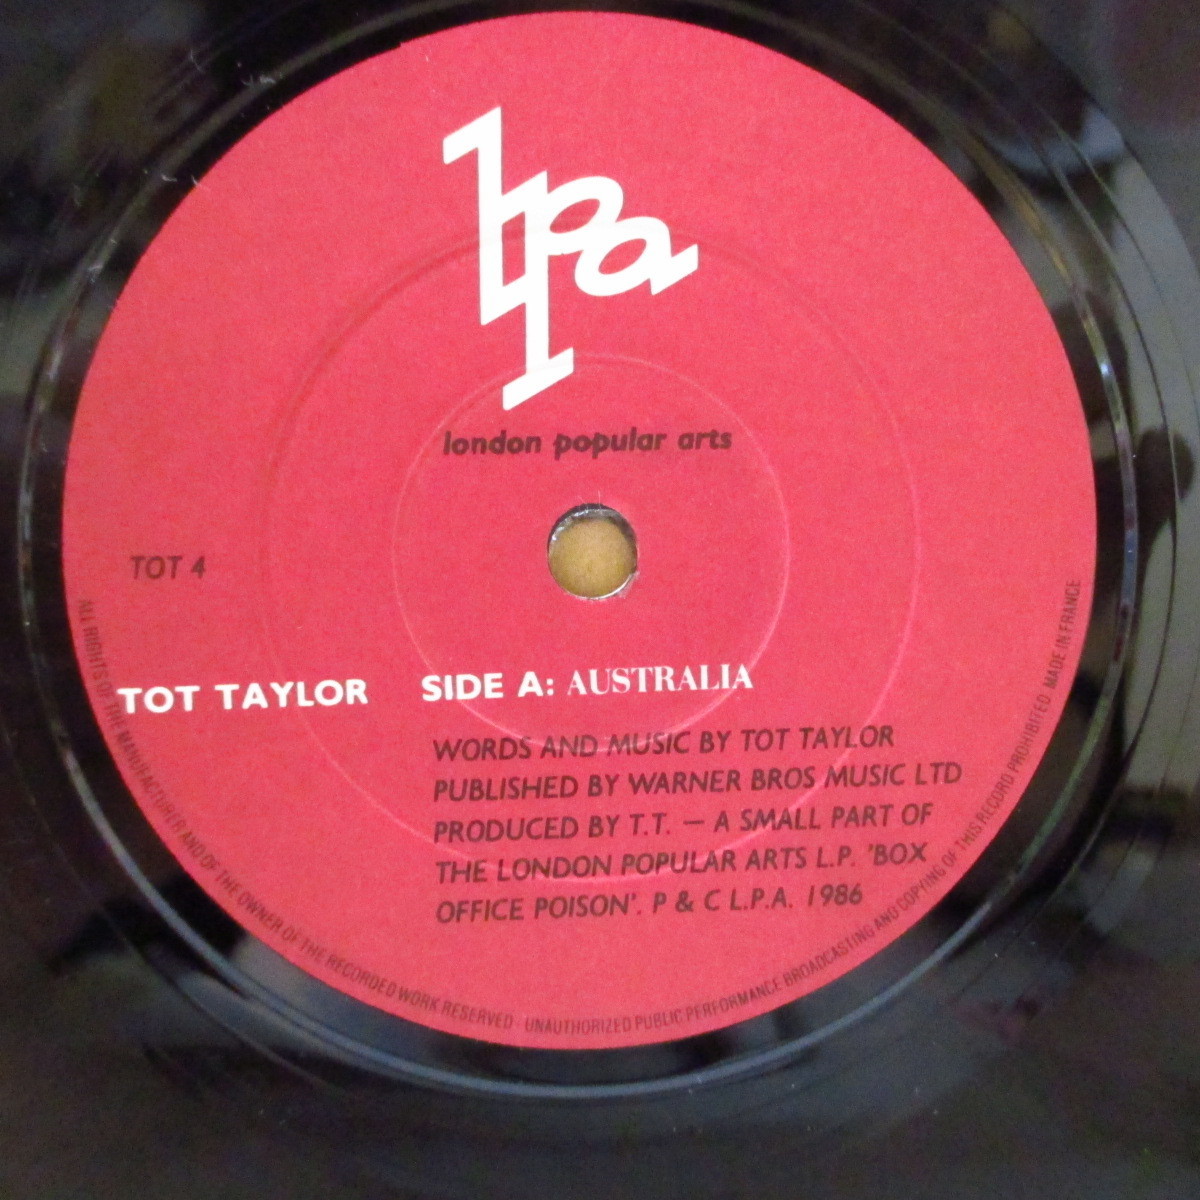 lpa
london popular arts
TOT 4
TOT TAYLOR SIDE A: AUSTRALIA
WORDS AND MUSIC BY TOT TAYLOR
PUBLISHED BY WARNER BROS MUSIC LTD
PRODUCED BY T.T. — A SMALL PART OF
THE LONDON POPULAR ARTS L.P. 'BOX
OFFICE POISON'. P & C L.P.A. 1986
ALL RIGHTS OF THE MANUFACTURER AND OF THE OWNER OF THE RECORDED WORK RESERVED - UNAUTHORIZED PUBLIC PERFORMANCE BROADCASTING AND COPYING OF THIS RECORD PROHIBITED MADE IN FRANCE